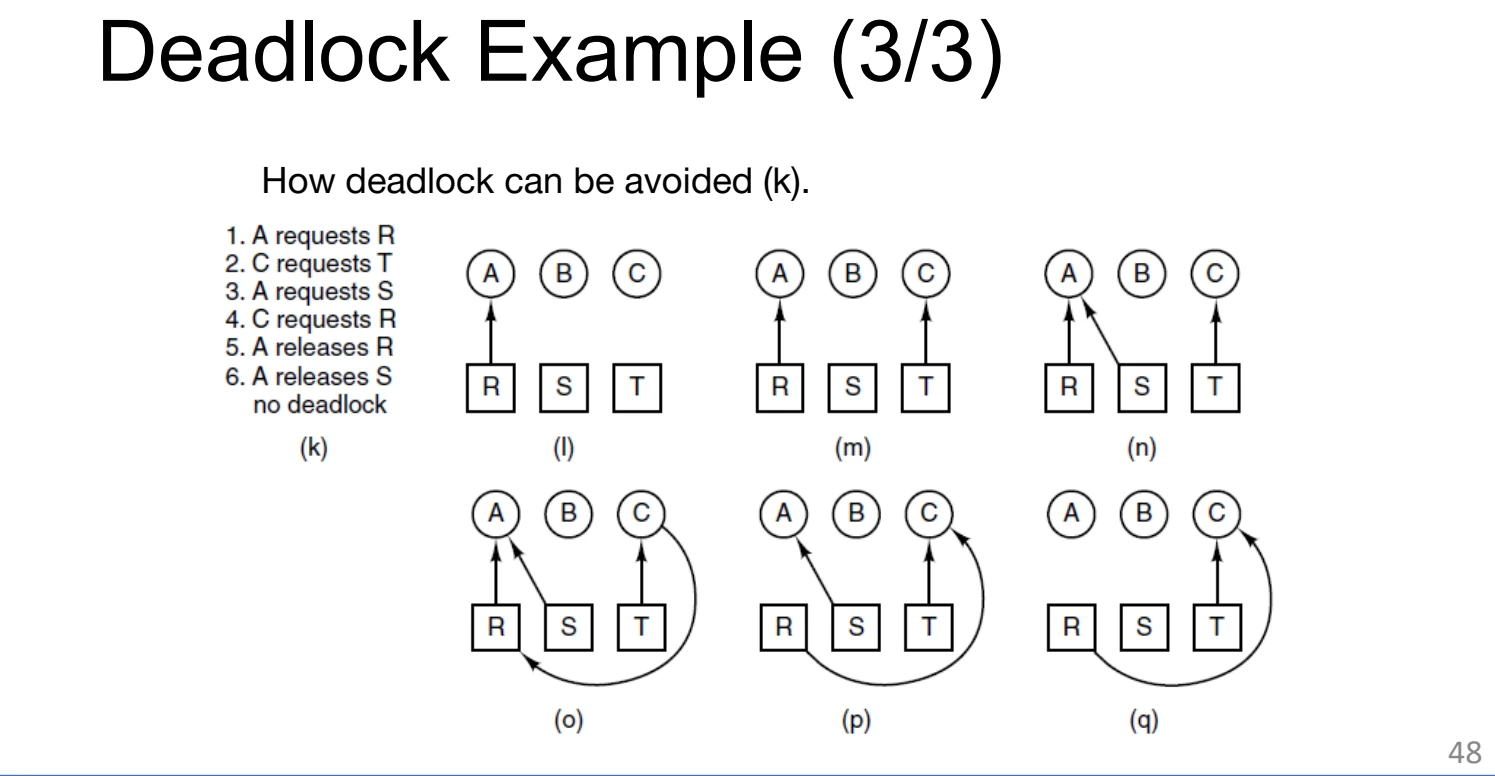 Deadlock Example (3/3)
How deadlock can be avoided (k).
1. A requests R
2. C requests T
3. A requests S
4. C requests R
5. A releases R
6. A releases S
no deadlock
(k)
A B C
R S T
(l)
A B C
R S T
(m)
A B C
R S T
(n)
A B C
R S T
(o)
A B C
R S T
(p)
A B C
R S T
(q)
48